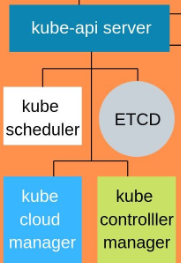 kube-api server
kube
scheduler
ETCD
kube
cloud
manager
kube
controlller
manager